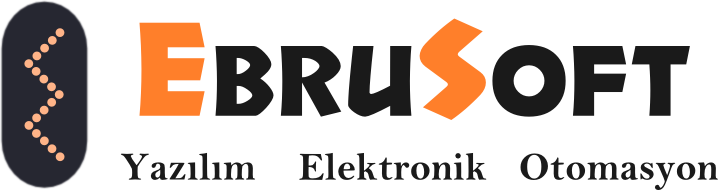 EBRUSOFT
Yazılım Elektronik Otomasyon